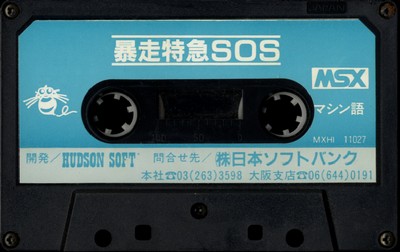 暴走特急SOS
MSX
マシン語
MXHI 11027
開発/HUDSON SOFT 問合せ先/㈱日本ソフトバンク
本社☎03(263)3598 大阪支店☎06(644)0191